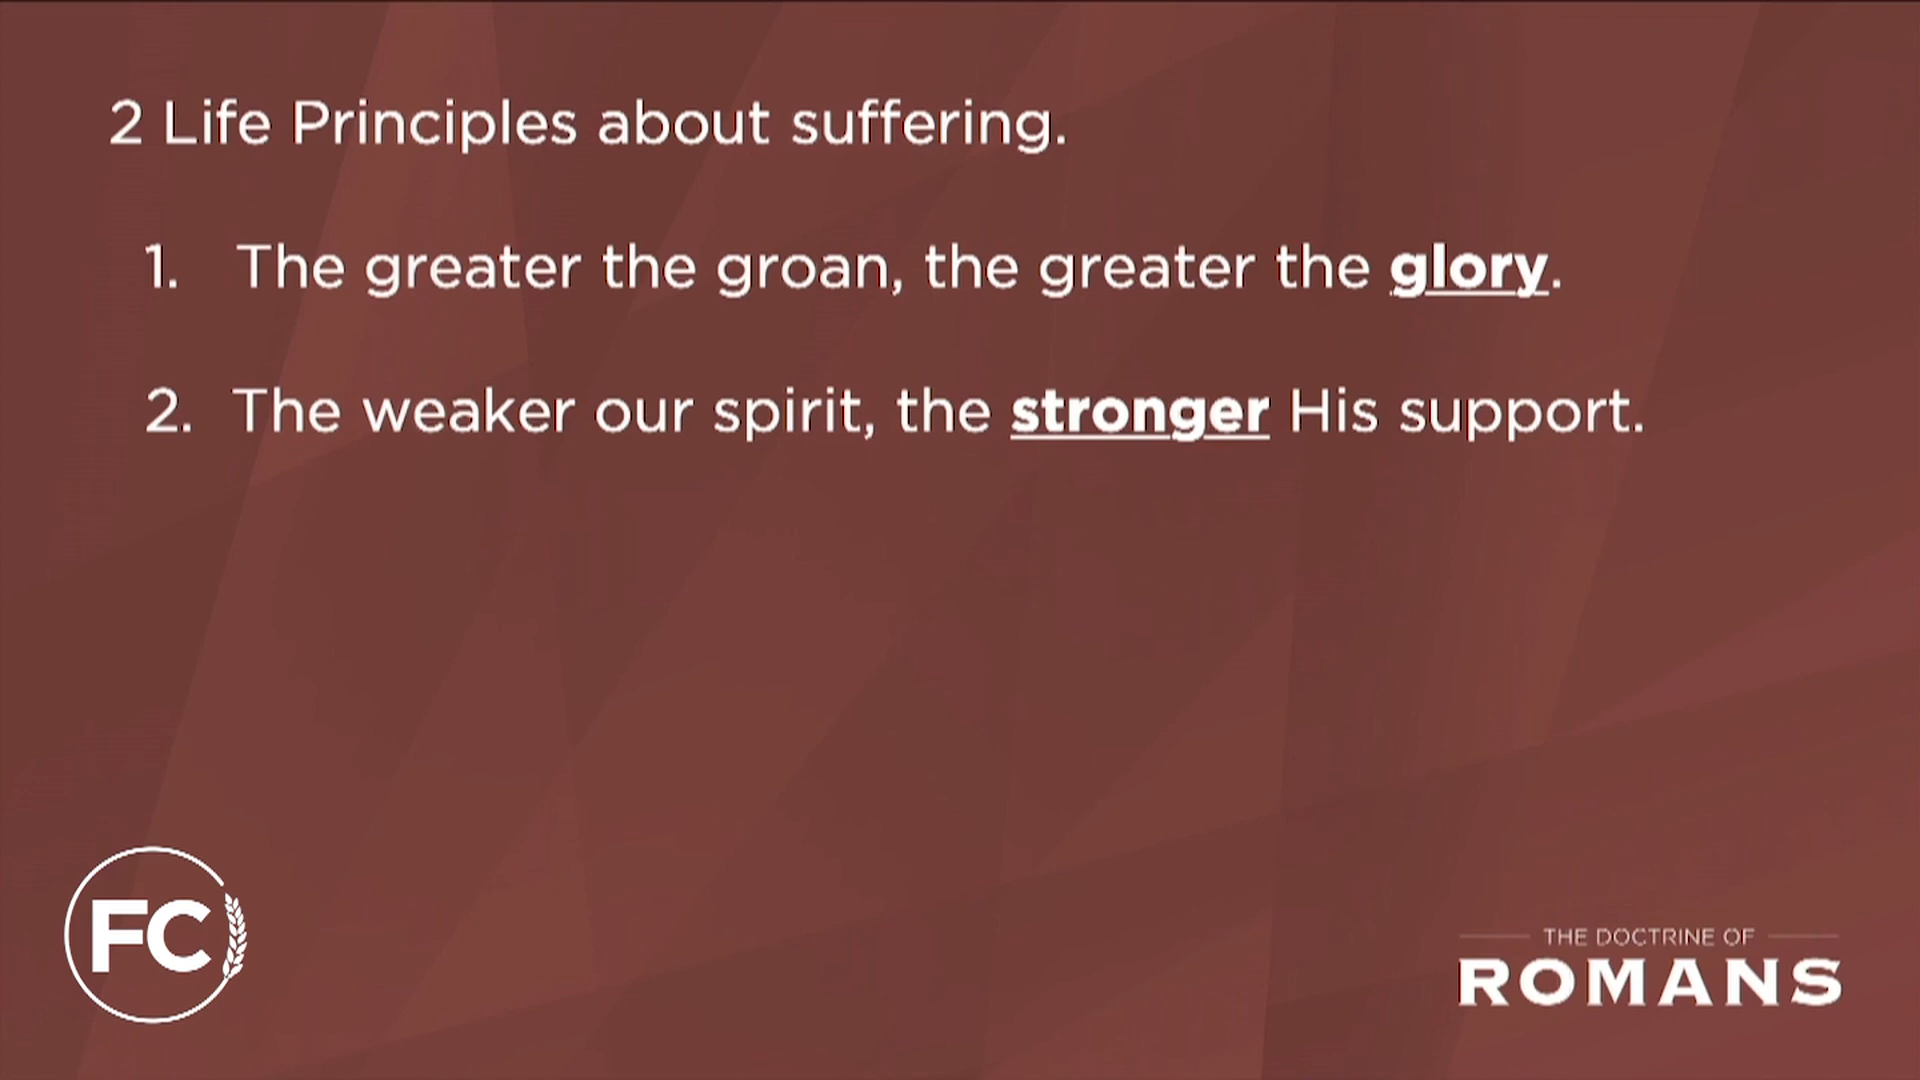 2 Life Principles about suffering.
1. The greater the groan, the greater the glory.
2. The weaker our spirit, the stronger His support.
FC
THE DOCTRINE OF
ROMANS